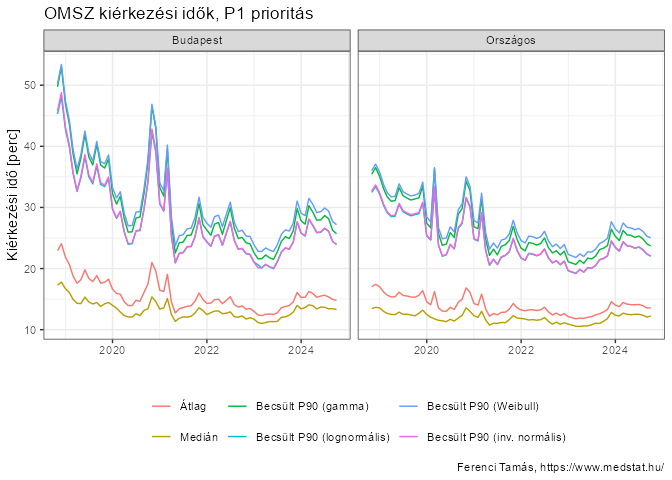 OMSZ kiérkezési idők, P1 prioritás
Budapest
Országos
Kiérkezési idő [perc]
50
40
30
20
10
2020
2022
2024
2020
2022
2024
Átlag
Becsült P90 (gamma)
Becsült P90 (Weibull)
Medián
Becsült P90 (lognormális)
Becsült P90 (inv. normális)
Ferenci Tamás, https://www.medstat.hu/